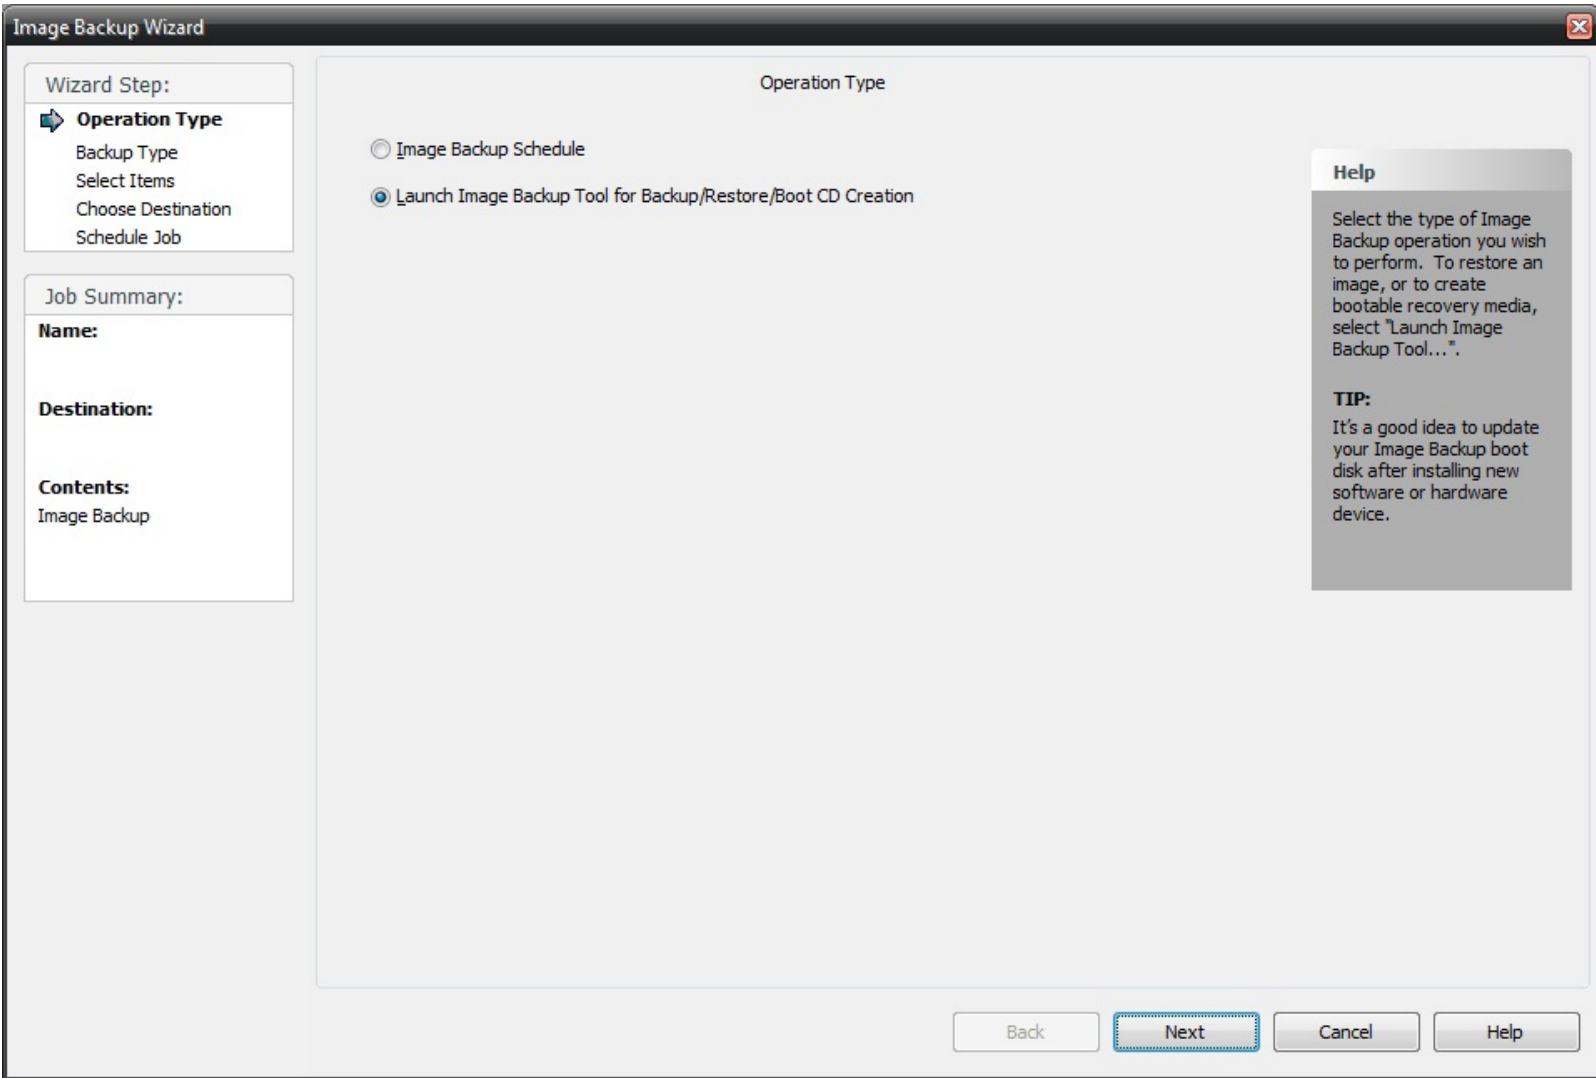 Image Backup Wizard
Wizard Step:
Operation Type
Backup Type
Select Items
Choose Destination
Schedule Job
Job Summary:
Name:
Destination:
Contents:
Image Backup
Operation Type
Image Backup Schedule
Launch Image Backup Tool for Backup/Restore/Boot CD Creation
Help
Select the type of Image
Backup operation you wish
to perform.  To restore an
image, or to create
bootable recovery media,
select "Launch Image
Backup Tool...".
TIP:
It's a good idea to update
your Image Backup boot
disk after installing new
software or hardware
device.
Back
Next
Cancel
Help